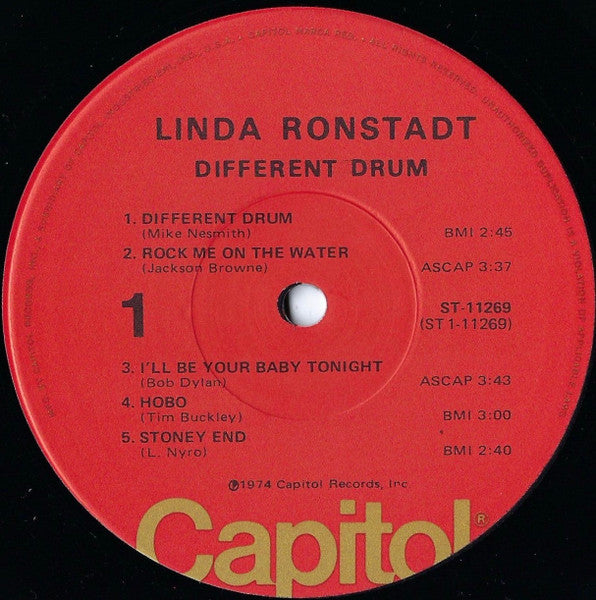 LINDA RONSTADT
DIFFERENT DRUM
1. DIFFERENT DRUM
(Mike Nesmith) BMI 2:45
2. ROCK ME ON THE WATER
(Jackson Browne) ASCAP 3:37
1
ST-11269
(ST 1-11269)
3. I'LL BE YOUR BABY TONIGHT
(Bob Dylan) ASCAP 3:43
4. HOBO
(Tim Buckley) BMI 3:00
5. STONEY END
(L. Nyro) BMI 2:40
℗1974 Capitol Records, Inc.
Capitol®